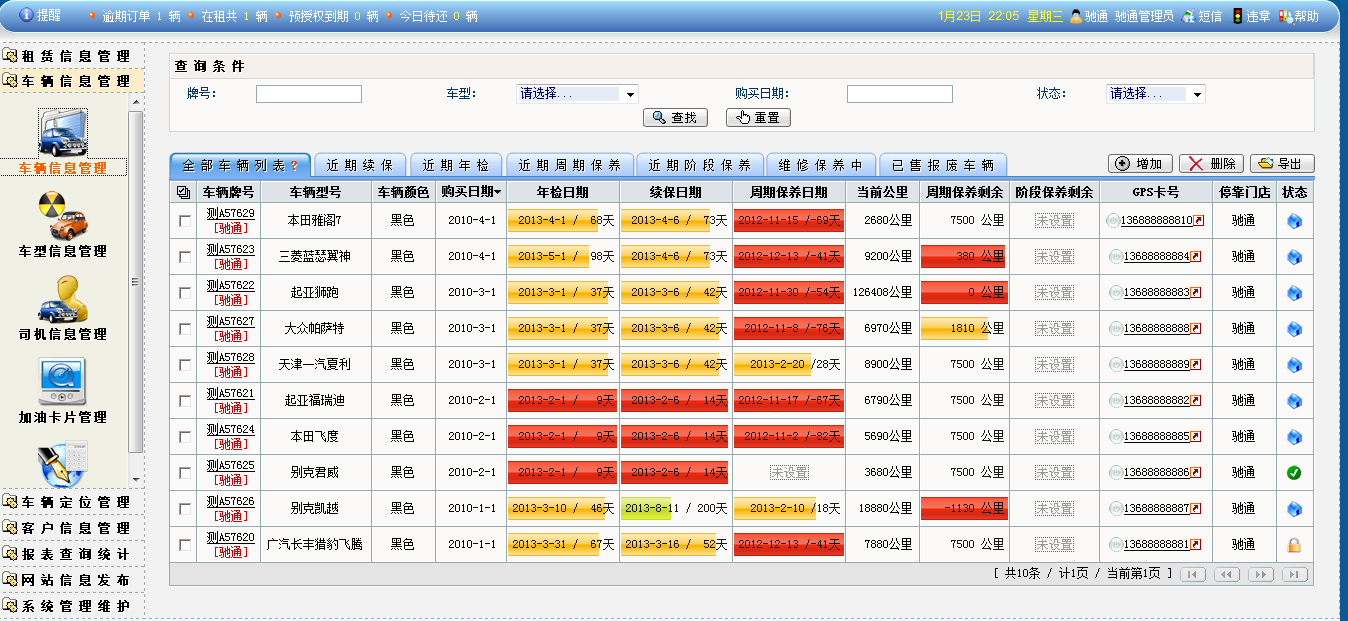 提醒 逾期订单 1 辆 在租共 1 辆 预授权到期 0 辆 今日待还 0 辆 1月23日 22:05 星期三 驰通 驰通管理员 短信 违章 帮助
租赁信息管理
车辆信息管理
车辆信息管理
车型信息管理
司机信息管理
加油卡片管理
车辆定位管理
客户信息管理
报表查询统计
网站信息发布
系统管理维护
查询条件
牌号: 车型: 请选择... 购买日期: 状态: 请选择...
查找 重置
全部车辆列表? 近期续保 近期年检 近期周期保养 近期阶段保养 维修保养中 已售报废车辆 增加 删除 导出
车辆牌号 车辆型号 车辆颜色 购买日期 年检日期 续保日期 周期保养日期 当前公里 周期保养剩余 阶段保养剩余 GPS卡号 停靠门店 状态
测A57629 [驰通] 本田雅阁7 黑色 2010-4-1 2013-4-1 / 68天 2013-4-6 / 73天 2012-11-15 /-69天 2680公里 7500 公里 未设置 136888888810 驰通
测A57623 [驰通] 三菱蓝瑟翼神 黑色 2010-4-1 2013-5-1 / 98天 2013-4-6 / 73天 2012-12-13 /-41天 9200公里 380 公里 未设置 13688888884 驰通
测A57622 [驰通] 起亚狮跑 黑色 2010-3-1 2013-3-1 / 37天 2013-3-6 / 42天 2012-11-30 /-54天 126408公里 0 公里 未设置 13688888883 驰通
测A57627 [驰通] 大众帕萨特 黑色 2010-3-1 2013-3-1 / 37天 2013-3-6 / 42天 2012-11-8 /-76天 6970公里 1810 公里 未设置 13688888888 驰通
测A57628 [驰通] 天津一汽夏利 黑色 2010-3-1 2013-3-1 / 37天 2013-3-6 / 42天 2013-2-20 /28天 8900公里 7500 公里 未设置 13688888889 驰通
测A57621 [驰通] 起亚福瑞迪 黑色 2010-2-1 2013-2-1 / 9天 2013-2-6 / 14天 2012-11-17 /-67天 6790公里 7500 公里 未设置 13688888882 驰通
测A57624 [驰通] 本田飞度 黑色 2010-2-1 2013-2-1 / 9天 2013-2-6 / 14天 2012-11-2 /-82天 5690公里 7500 公里 未设置 13688888885 驰通
测A57625 [驰通] 别克君威 黑色 2010-2-1 2013-2-1 / 9天 2013-2-6 / 14天 未设置 3680公里 7500 公里 未设置 13688888886 驰通
测A57626 [驰通] 别克凯越 黑色 2010-1-1 2013-3-10 / 46天 2013-8-11 / 200天 2013-2-10 /18天 18880公里 -1130 公里 未设置 13688888887 驰通
测A57620 [驰通] 广汽长丰猎豹飞腾 黑色 2010-1-1 2013-3-31 / 67天 2013-3-16 / 52天 2012-12-13 /-41天 7880公里 7500 公里 未设置 13688888881 驰通
[ 共10条 / 计1页 / 当前第1页 ]